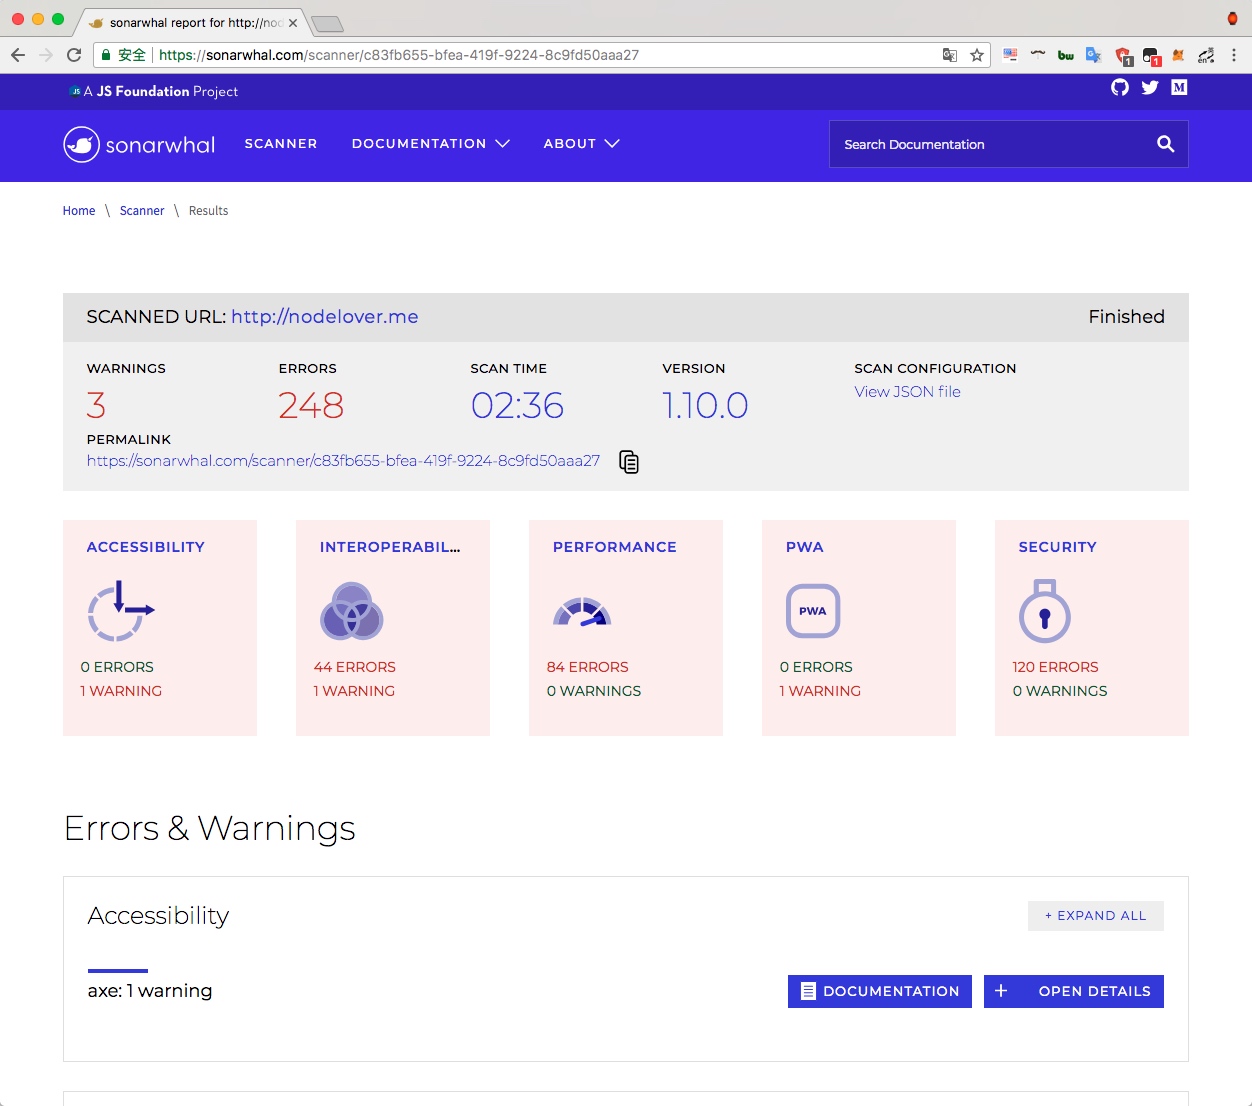 sonarwhal report for http://nod
安全 https://sonarwhal.com/scanner/c83fb655-bfea-419f-9224-8c9fd50aaa27
A JS Foundation Project
sonarwhal SCANNER DOCUMENTATION ABOUT Search Documentation
Home \ Scanner \ Results
SCANNED URL: http://nodelover.me Finished
WARNINGS ERRORS SCAN TIME VERSION SCAN CONFIGURATION
3 248 02:36 1.10.0 View JSON file
PERMALINK
https://sonarwhal.com/scanner/c83fb655-bfea-419f-9224-8c9fd50aaa27
ACCESSIBILITY INTEROPERABIL... PERFORMANCE PWA SECURITY
PWA
0 ERRORS 44 ERRORS 84 ERRORS 0 ERRORS 120 ERRORS
1 WARNING 1 WARNING 0 WARNINGS 1 WARNING 0 WARNINGS
Errors & Warnings
Accessibility + EXPAND ALL
axe: 1 warning DOCUMENTATION + OPEN DETAILS